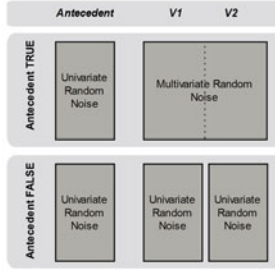 Antecedent V1 V2
Antecedent TRUE
Univariate
Random
Noise
Multivariate Random
Noise
Antecedent FALSE
Univariate
Random
Noise
Univariate
Random
Noise
Univariate
Random
Noise